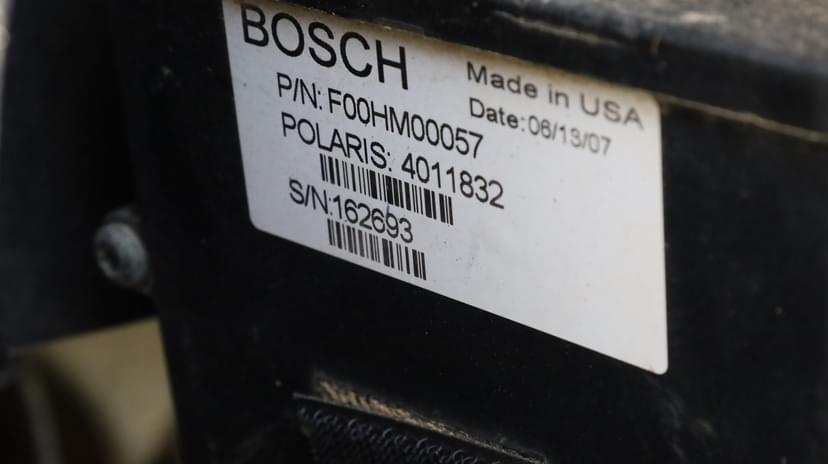 BOSCH
Made in USA
P/N: F00HM00057
Date: 06/13/07
POLARIS: 4011832
S/N:162693